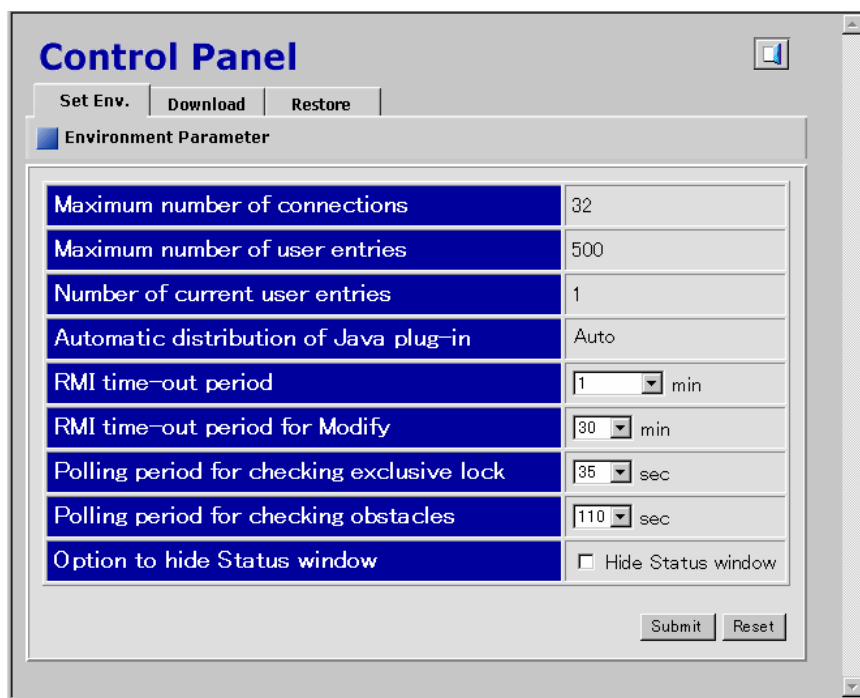 Control Panel
Set Env. Download Restore
Environment Parameter
Maximum number of connections 32
Maximum number of user entries 500
Number of current user entries 1
Automatic distribution of Java plug-in Auto
RMI time-out period 1 min
RMI time-out period for Modify 30 min
Polling period for checking exclusive lock 35 sec
Polling period for checking obstacles 110 sec
Option to hide Status window Hide Status window
Submit Reset